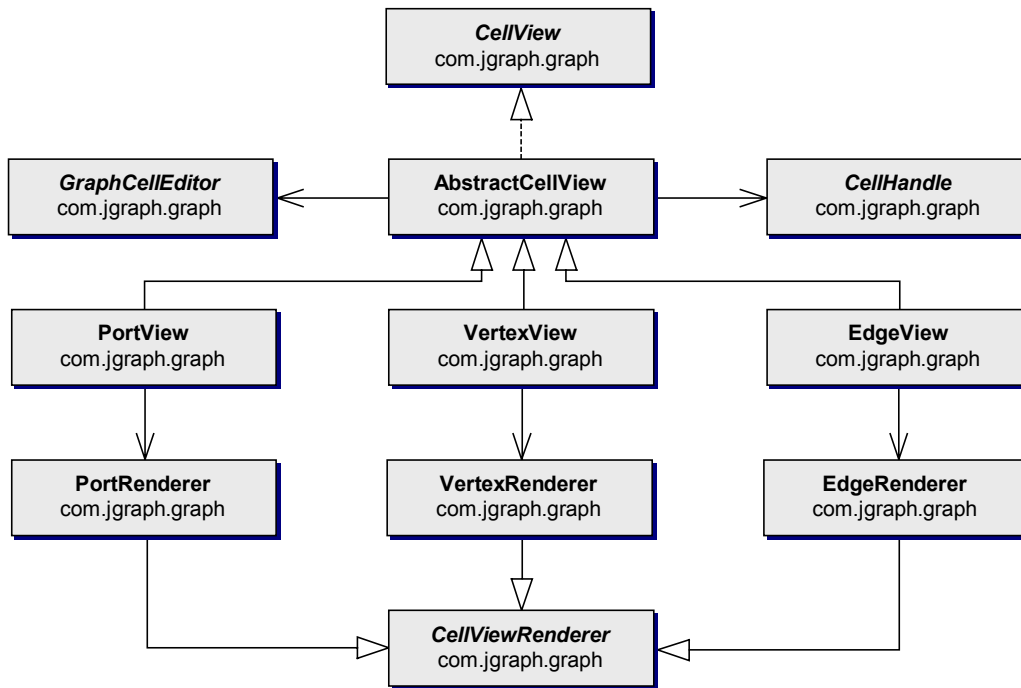 CellView
com.jgraph.graph
GraphCellEditor
com.jgraph.graph
AbstractCellView
com.jgraph.graph
CellHandle
com.jgraph.graph
PortView
com.jgraph.graph
VertexView
com.jgraph.graph
EdgeView
com.jgraph.graph
PortRenderer
com.jgraph.graph
VertexRenderer
com.jgraph.graph
EdgeRenderer
com.jgraph.graph
CellViewRenderer
com.jgraph.graph